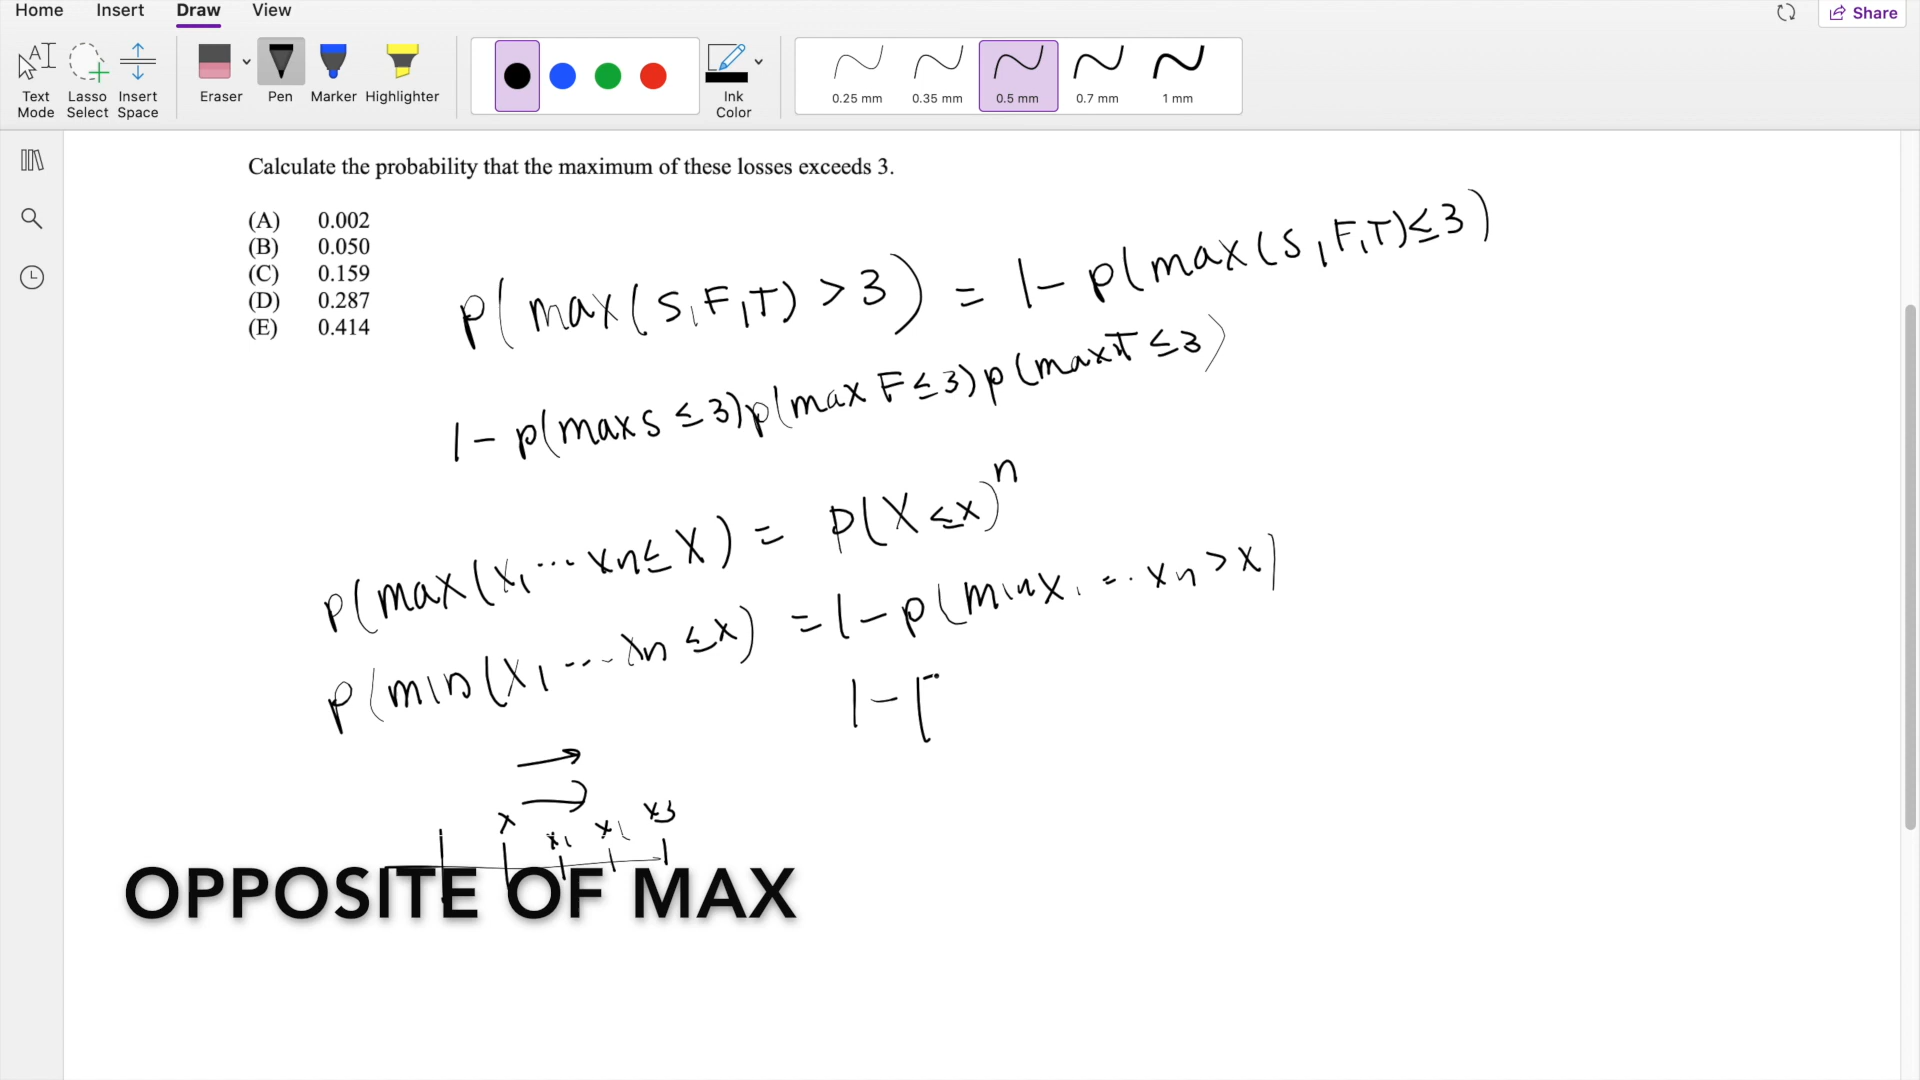 Home Insert Draw View
Share
Text Mode
Lasso Select
Insert Space
Eraser
Pen
Marker
Highlighter
Ink Color
0.25 mm
0.35 mm
0.5 mm
0.7 mm
1 mm
Calculate the probability that the maximum of these losses exceeds 3.
(A) 0.002
(B) 0.050
(C) 0.159
(D) 0.287
(E) 0.414
p(max(S,F,T) >3) = 1- p(max(S,F,T)≤3)
1- p(max S ≤3)p(max F≤3)p(max T ≤3)
p(max(x₁ ... xn≤ X) = P(X ≤x)ⁿ
p(min(x₁ ... xn ≤x) =1-p(min x₁ ... xn >x)
1-[
x x₁ x₃
OPPOSITE OF MAX